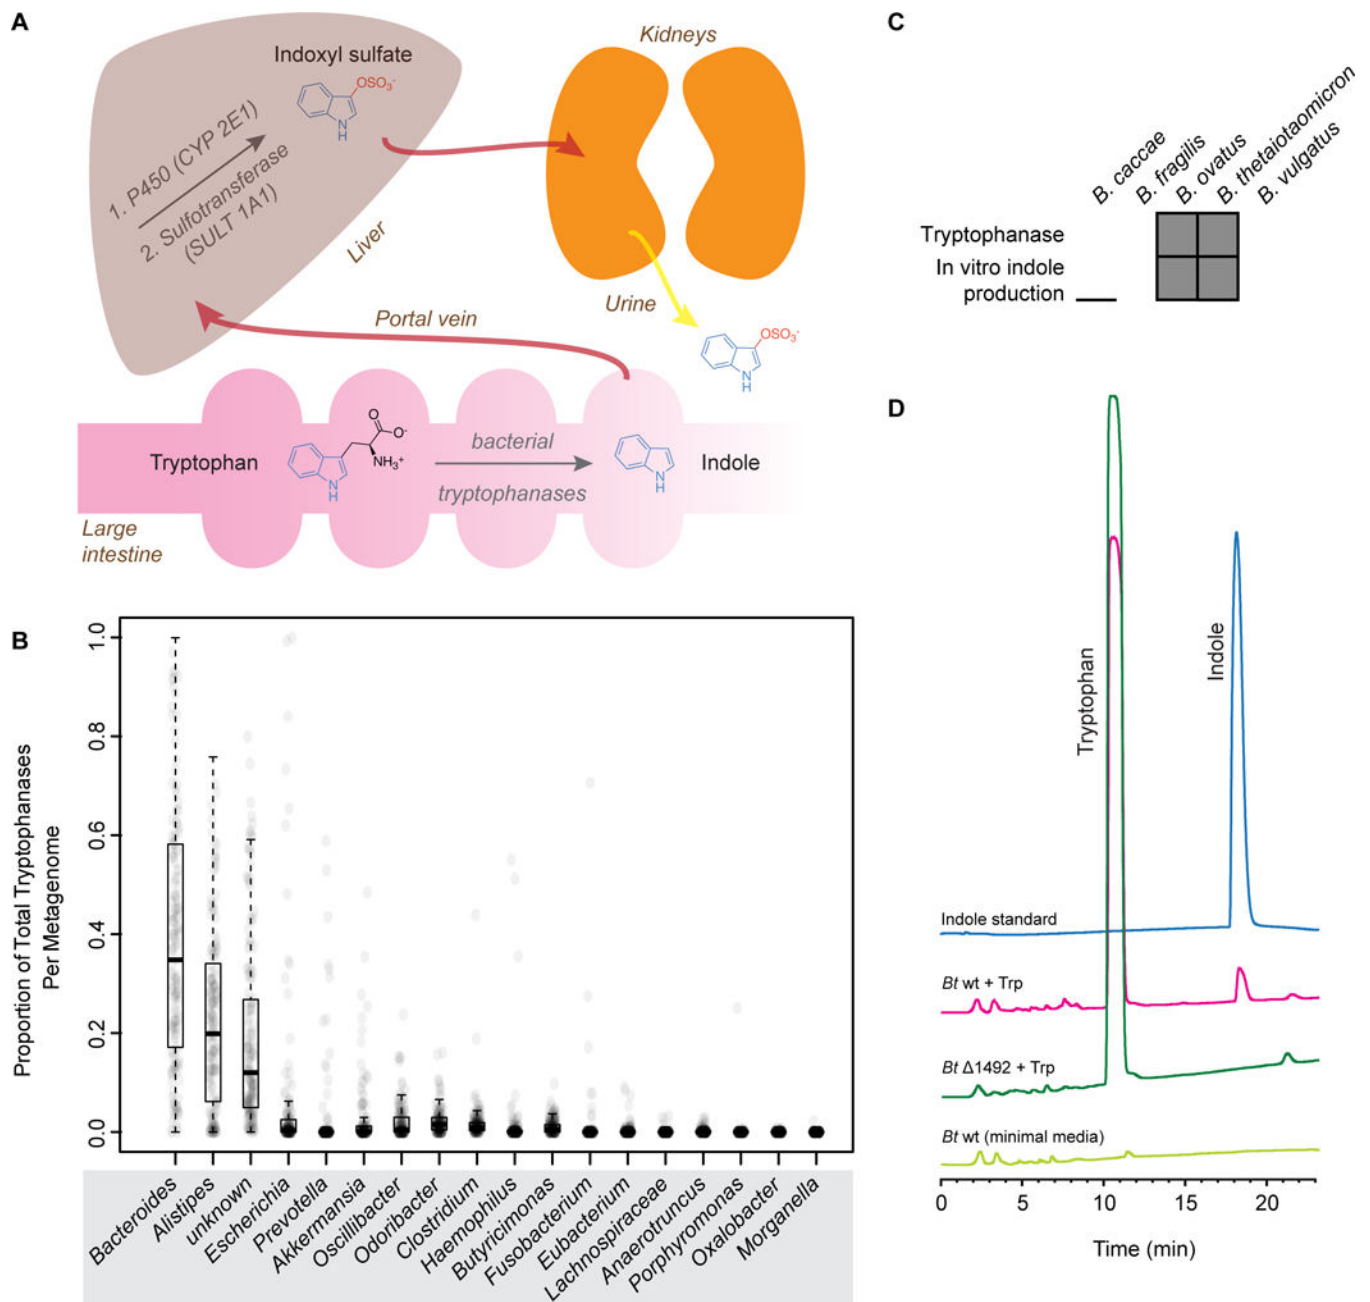 A
Indoxyl sulfate
OSO₃⁻
N
H
1. P450 (CYP 2E1)
2. Sulfotransferase
(SULT 1A1)
Liver
Kidneys
Portal vein
Urine
OSO₃⁻
N
H
Tryptophan
O
O⁻
NH₃⁺
N
H
bacterial
tryptophanases
N
H
Indole
Large
intestine
B
Proportion of Total Tryptophanases
Per Metagenome
1.0
0.8
0.6
0.4
0.2
0.0
Bacteroides
Alistipes
unknown
Escherichia
Prevotella
Akkermansia
Oscillibacter
Odoribacter
Clostridium
Haemophilus
Butyricimonas
Fusobacterium
Eubacterium
Lachnospiraceae
Anaerotruncus
Porphyromonas
Oxalobacter
Morganella
C
B. caccae
B. fragilis
B. ovatus
B. thetaiotaomicron
B. vulgatus
Tryptophanase
In vitro indole
production
D
Tryptophan
Indole
Indole standard
Bt wt + Trp
Bt Δ1492 + Trp
Bt wt (minimal media)
0
5
10
15
20
Time (min)